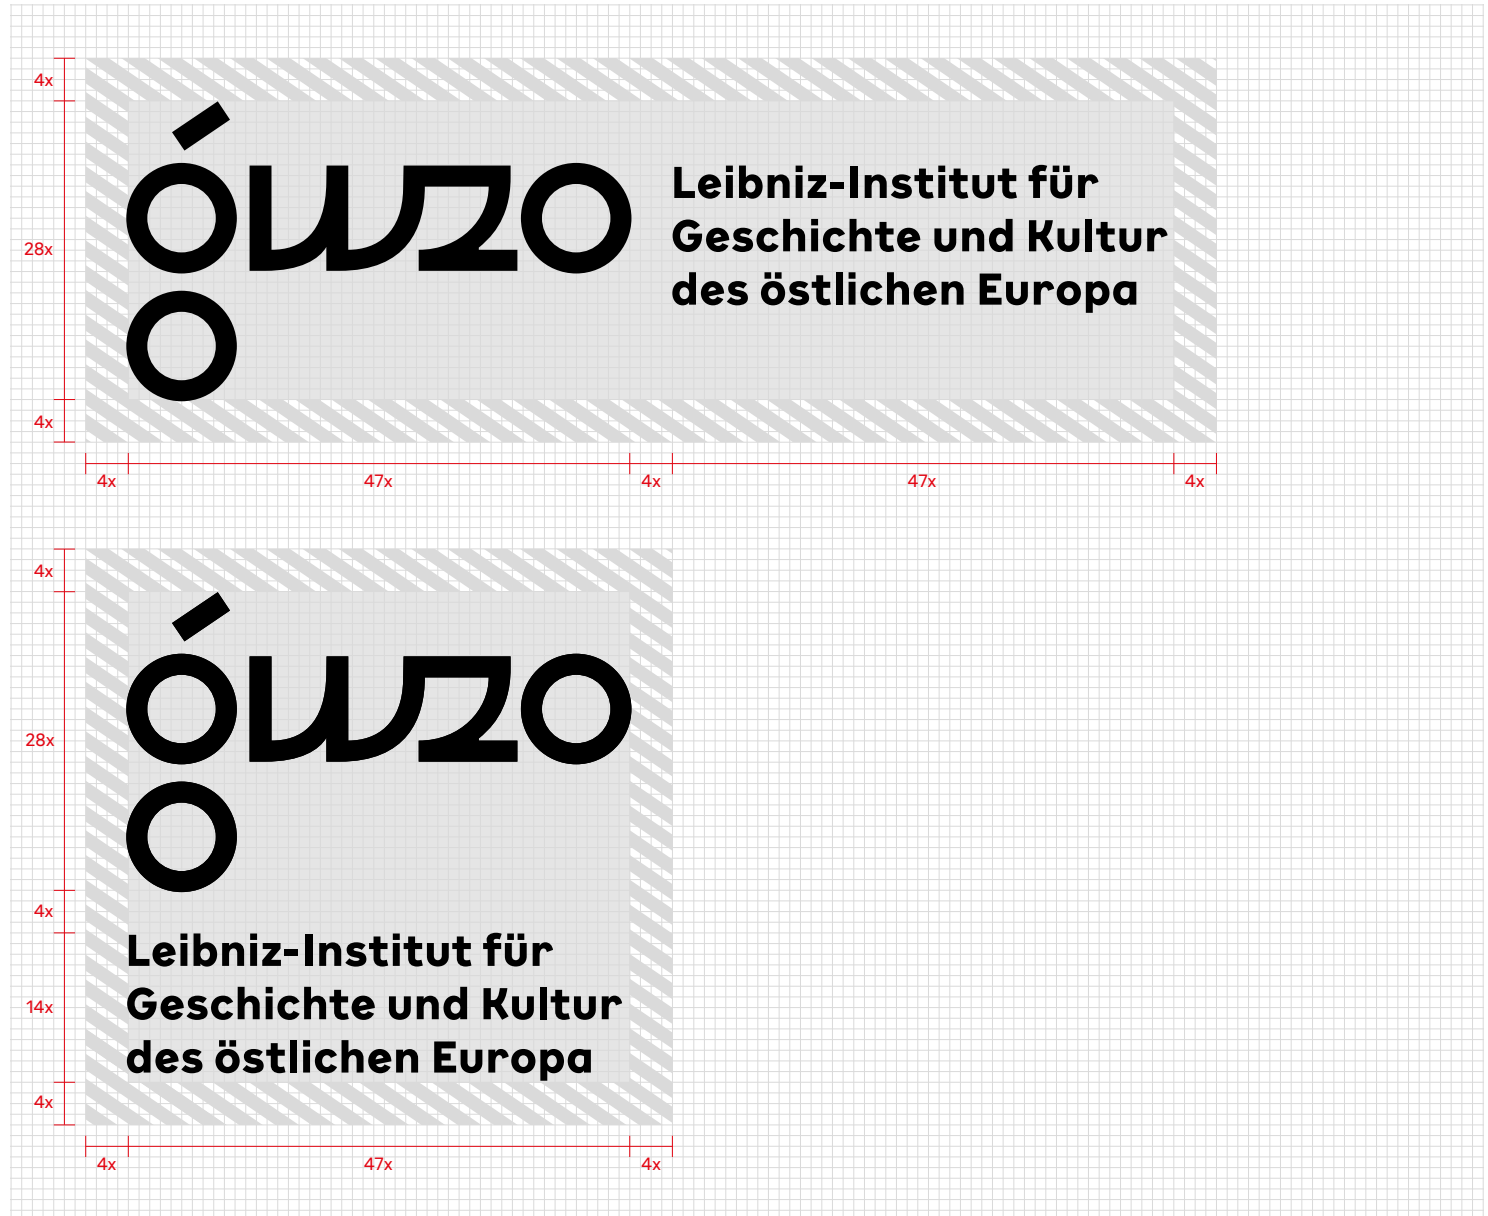 4x
28x
4x
ówzo
o
Leibniz-Institut für
Geschichte und Kultur
des östlichen Europa
4x 47x 4x 47x 4x
4x
28x
4x
14x
4x
ówzo
o
Leibniz-Institut für
Geschichte und Kultur
des östlichen Europa
4x 47x 4x